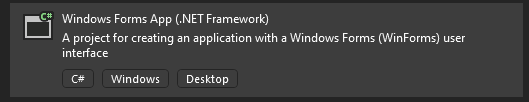 C#
Windows Forms App (.NET Framework)
A project for creating an application with a Windows Forms (WinForms) user
interface
C# Windows Desktop